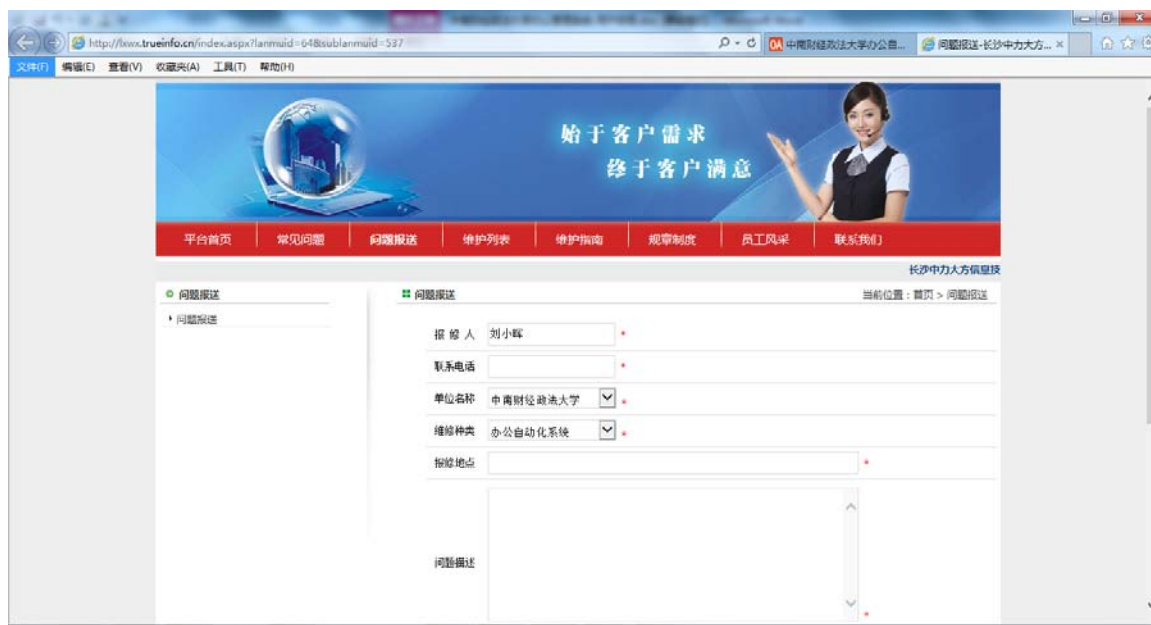 http://lxwx.trueinfo.cn/index.aspx?lanmuid=64&sublanmuid=537
OA 中南财经政法大学办公自...
问题报送-长沙中力大方... ×
文件(F) 编辑(E) 查看(V) 收藏夹(A) 工具(T) 帮助(H)
始于客户需求
终于客户满意
平台首页 常见问题 问题报送 维护列表 维护指南 规章制度 员工风采 联系我们
长沙中力大方信息技
问题报送
问题报送
问题报送 当前位置：首页 > 问题报送
报 修 人 刘小晖 *
联系电话 *
单位名称 中南财经政法大学 *
维修种类 办公自动化系统 *
报修地点 *
问题描述 *